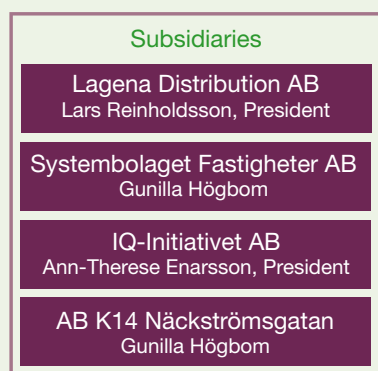 Subsidiaries
Lagena Distribution AB
Lars Reinholdsson, President
Systembolaget Fastigheter AB
Gunilla Högbom
IQ-Initiativet AB
Ann-Therese Enarsson, President
AB K14 Näckströmsgatan
Gunilla Högbom